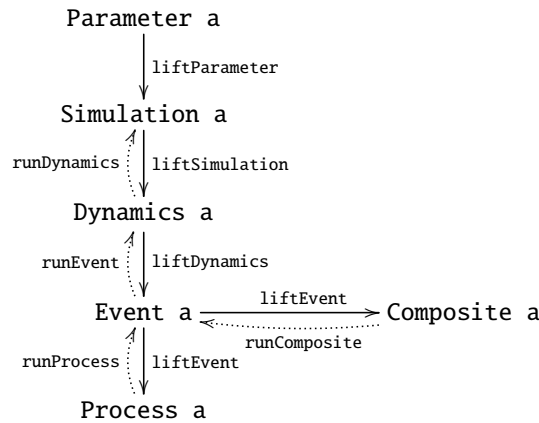 Parameter a
liftParameter
Simulation a
runDynamics
liftSimulation
Dynamics a
runEvent
liftDynamics
liftEvent
Event a
Composite a
runComposite
runProcess
liftEvent
Process a